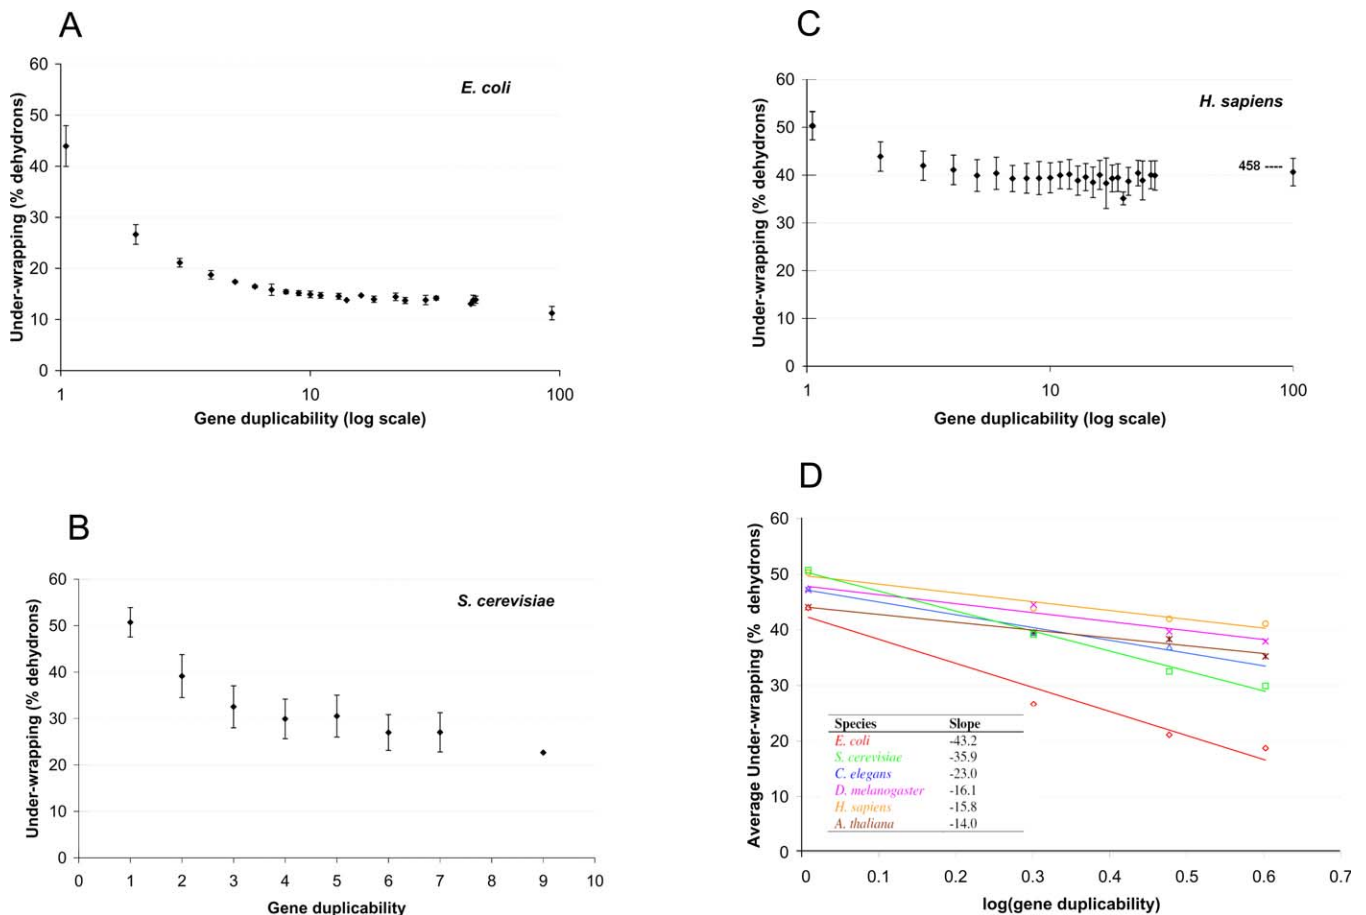 A
E. coli
Under-wrapping (% dehydrons)
60
50
40
30
20
10
0
1
10
100
Gene duplicability (log scale)
C
H. sapiens
Under-wrapping (% dehydrons)
60
50
40
30
20
10
0
458 ----
1
10
100
Gene duplicability (log scale)
B
S. cerevisiae
Under-wrapping (% dehydrons)
60
50
40
30
20
10
0
0 1 2 3 4 5 6 7 8 9 10
Gene duplicability
D
Average Under-wrapping (% dehydrons)
60
50
40
30
20
10
0
Species Slope
E. coli -43.2
S. cerevisiae -35.9
C. elegans -23.0
D. melanogaster -16.1
H. sapiens -15.8
A. thaliana -14.0
0 0.1 0.2 0.3 0.4 0.5 0.6 0.7
log(gene duplicability)